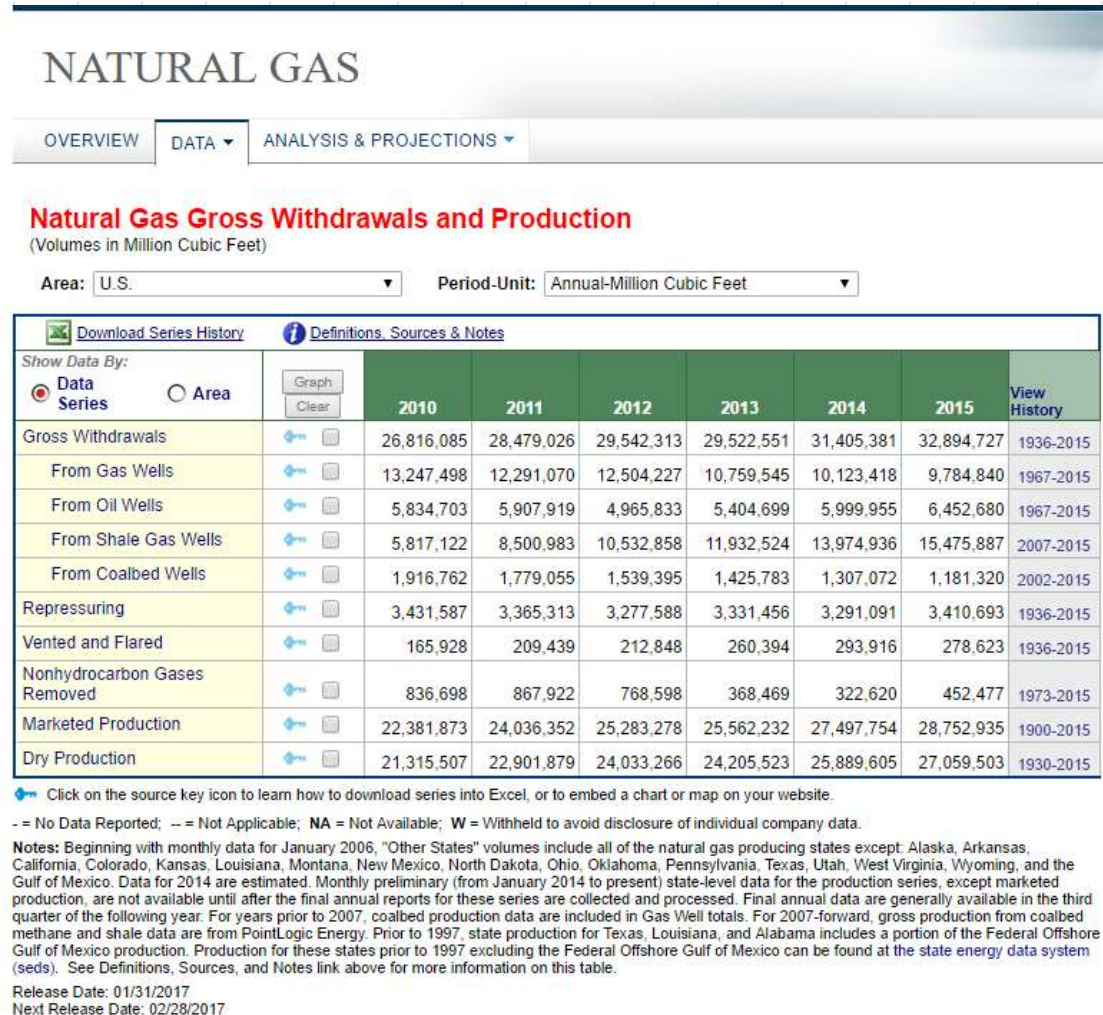 NATURAL GAS
OVERVIEW DATA ANALYSIS & PROJECTIONS
Natural Gas Gross Withdrawals and Production
(Volumes in Million Cubic Feet)
Area: U.S. Period-Unit: Annual-Million Cubic Feet
Download Series History Definitions, Sources & Notes
Show Data By:
Data Series Area Graph Clear 2010 2011 2012 2013 2014 2015 View History
Gross Withdrawals 26,816,085 28,479,026 29,542,313 29,522,551 31,405,381 32,894,727 1936-2015
From Gas Wells 13,247,498 12,291,070 12,504,227 10,759,545 10,123,418 9,784,840 1967-2015
From Oil Wells 5,834,703 5,907,919 4,965,833 5,404,699 5,999,955 6,452,680 1967-2015
From Shale Gas Wells 5,817,122 8,500,983 10,532,858 11,932,524 13,974,936 15,475,887 2007-2015
From Coalbed Wells 1,916,762 1,779,055 1,539,395 1,425,783 1,307,072 1,181,320 2002-2015
Repressuring 3,431,587 3,365,313 3,277,588 3,331,456 3,291,091 3,410,693 1936-2015
Vented and Flared 165,928 209,439 212,848 260,394 293,916 278,623 1936-2015
Nonhydrocarbon Gases
Removed 836,698 867,922 768,598 368,469 322,620 452,477 1973-2015
Marketed Production 22,381,873 24,036,352 25,283,278 25,562,232 27,497,754 28,752,935 1900-2015
Dry Production 21,315,507 22,901,879 24,033,266 24,205,523 25,889,605 27,059,503 1930-2015
Click on the source key icon to learn how to download series into Excel, or to embed a chart or map on your website.
- = No Data Reported; -- = Not Applicable; NA = Not Available; W = Withheld to avoid disclosure of individual company data.
Notes: Beginning with monthly data for January 2006, "Other States" volumes include all of the natural gas producing states except: Alaska, Arkansas,
California, Colorado, Kansas, Louisiana, Montana, New Mexico, North Dakota, Ohio, Oklahoma, Pennsylvania, Texas, Utah, West Virginia, Wyoming, and the
Gulf of Mexico. Data for 2014 are estimated. Monthly preliminary (from January 2014 to present) state-level data for the production series, except marketed
production, are not available until after the final annual reports for these series are collected and processed. Final annual data are generally available in the third
quarter of the following year. For years prior to 2007, coalbed production data are included in Gas Well totals. For 2007-forward, gross production from coalbed
methane and shale data are from PointLogic Energy. Prior to 1997, state production for Texas, Louisiana, and Alabama includes a portion of the Federal Offshore
Gulf of Mexico production. Production for these states prior to 1997 excluding the Federal Offshore Gulf of Mexico can be found at the state energy data system
(seds). See Definitions, Sources, and Notes link above for more information on this table.
Release Date: 01/31/2017
Next Release Date: 02/28/2017